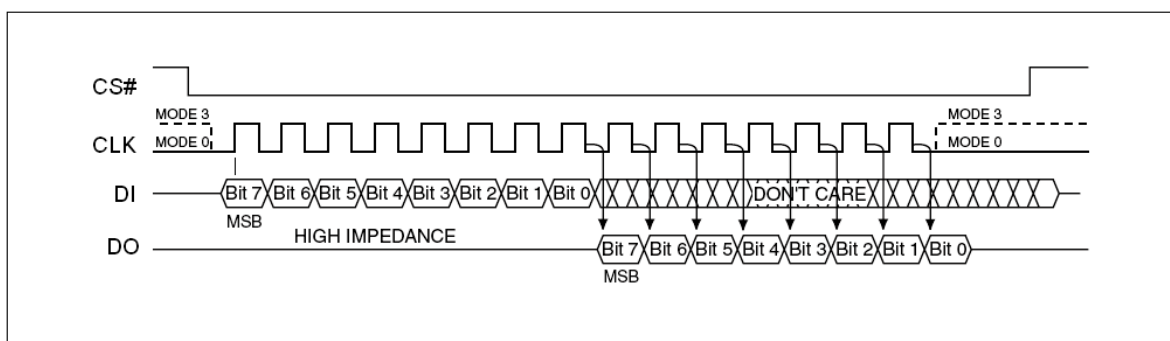 CS#
MODE 3 MODE 3
CLK MODE 0 MODE 0
DI Bit 7 Bit 6 Bit 5 Bit 4 Bit 3 Bit 2 Bit 1 Bit 0 DON'T CARE
MSB
DO HIGH IMPEDANCE Bit 7 Bit 6 Bit 5 Bit 4 Bit 3 Bit 2 Bit 1 Bit 0
MSB